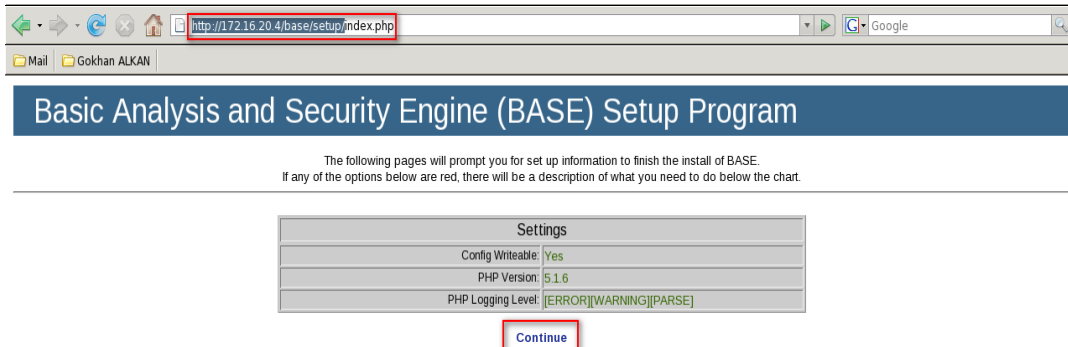 http://172.16.20.4/base/setup/index.php
G Google
Mail Gokhan ALKAN
Basic Analysis and Security Engine (BASE) Setup Program
The following pages will prompt you for set up information to finish the install of BASE.
If any of the options below are red, there will be a description of what you need to do below the chart.
Settings
Config Writeable: Yes
PHP Version: 5.1.6
PHP Logging Level: [ERROR][WARNING][PARSE]
Continue